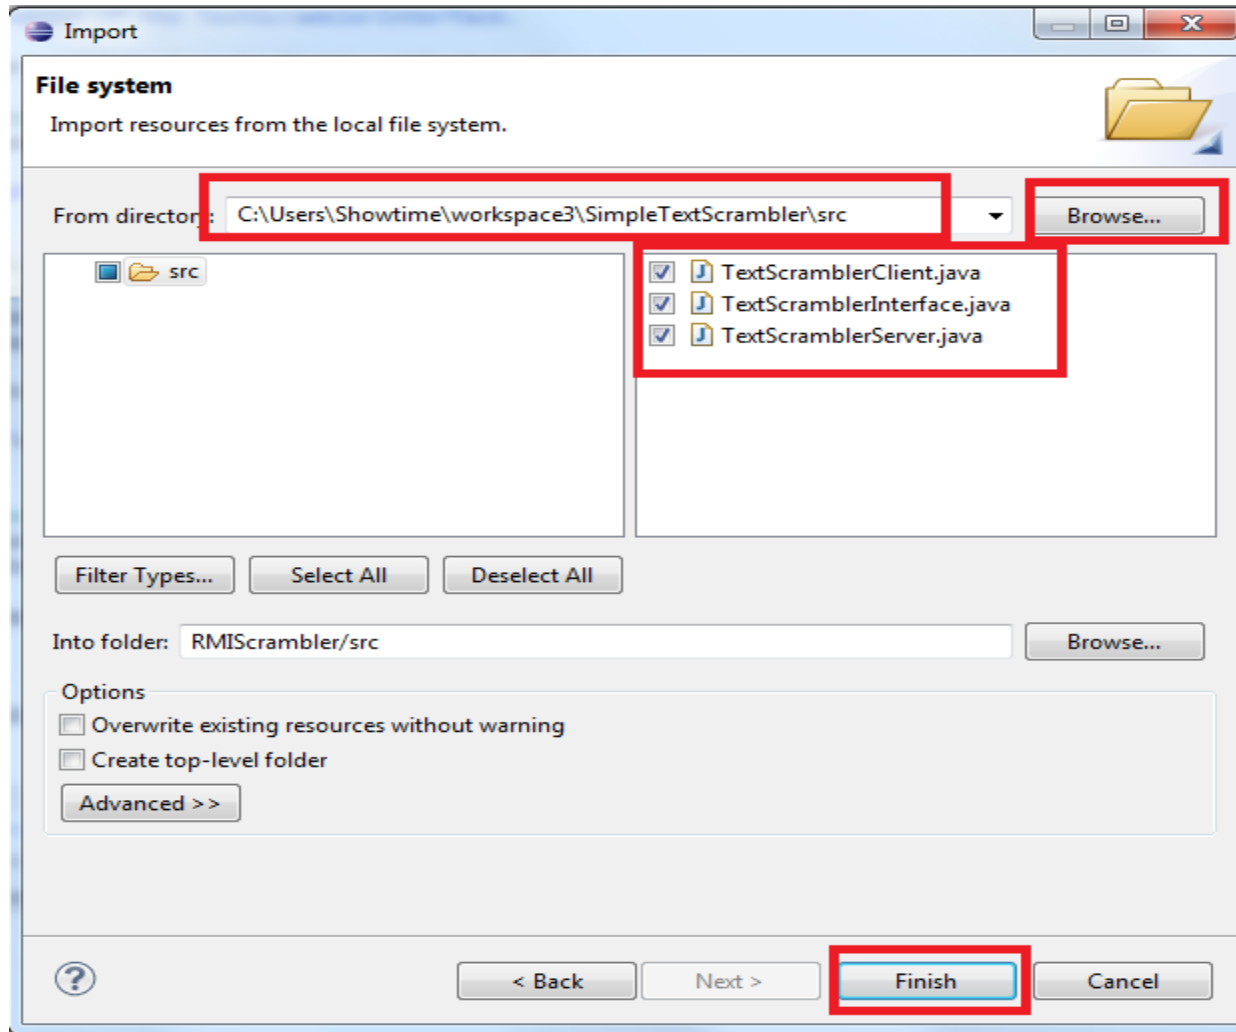 Import
File system
Import resources from the local file system.
From directory: C:\Users\Showtime\workspace3\SimpleTextScrambler\src Browse...
src
TextScramblerClient.java
TextScramblerInterface.java
TextScramblerServer.java
Filter Types... Select All Deselect All
Into folder: RMIScrambler/src Browse...
Options
Overwrite existing resources without warning
Create top-level folder
Advanced >>
? < Back Next > Finish Cancel